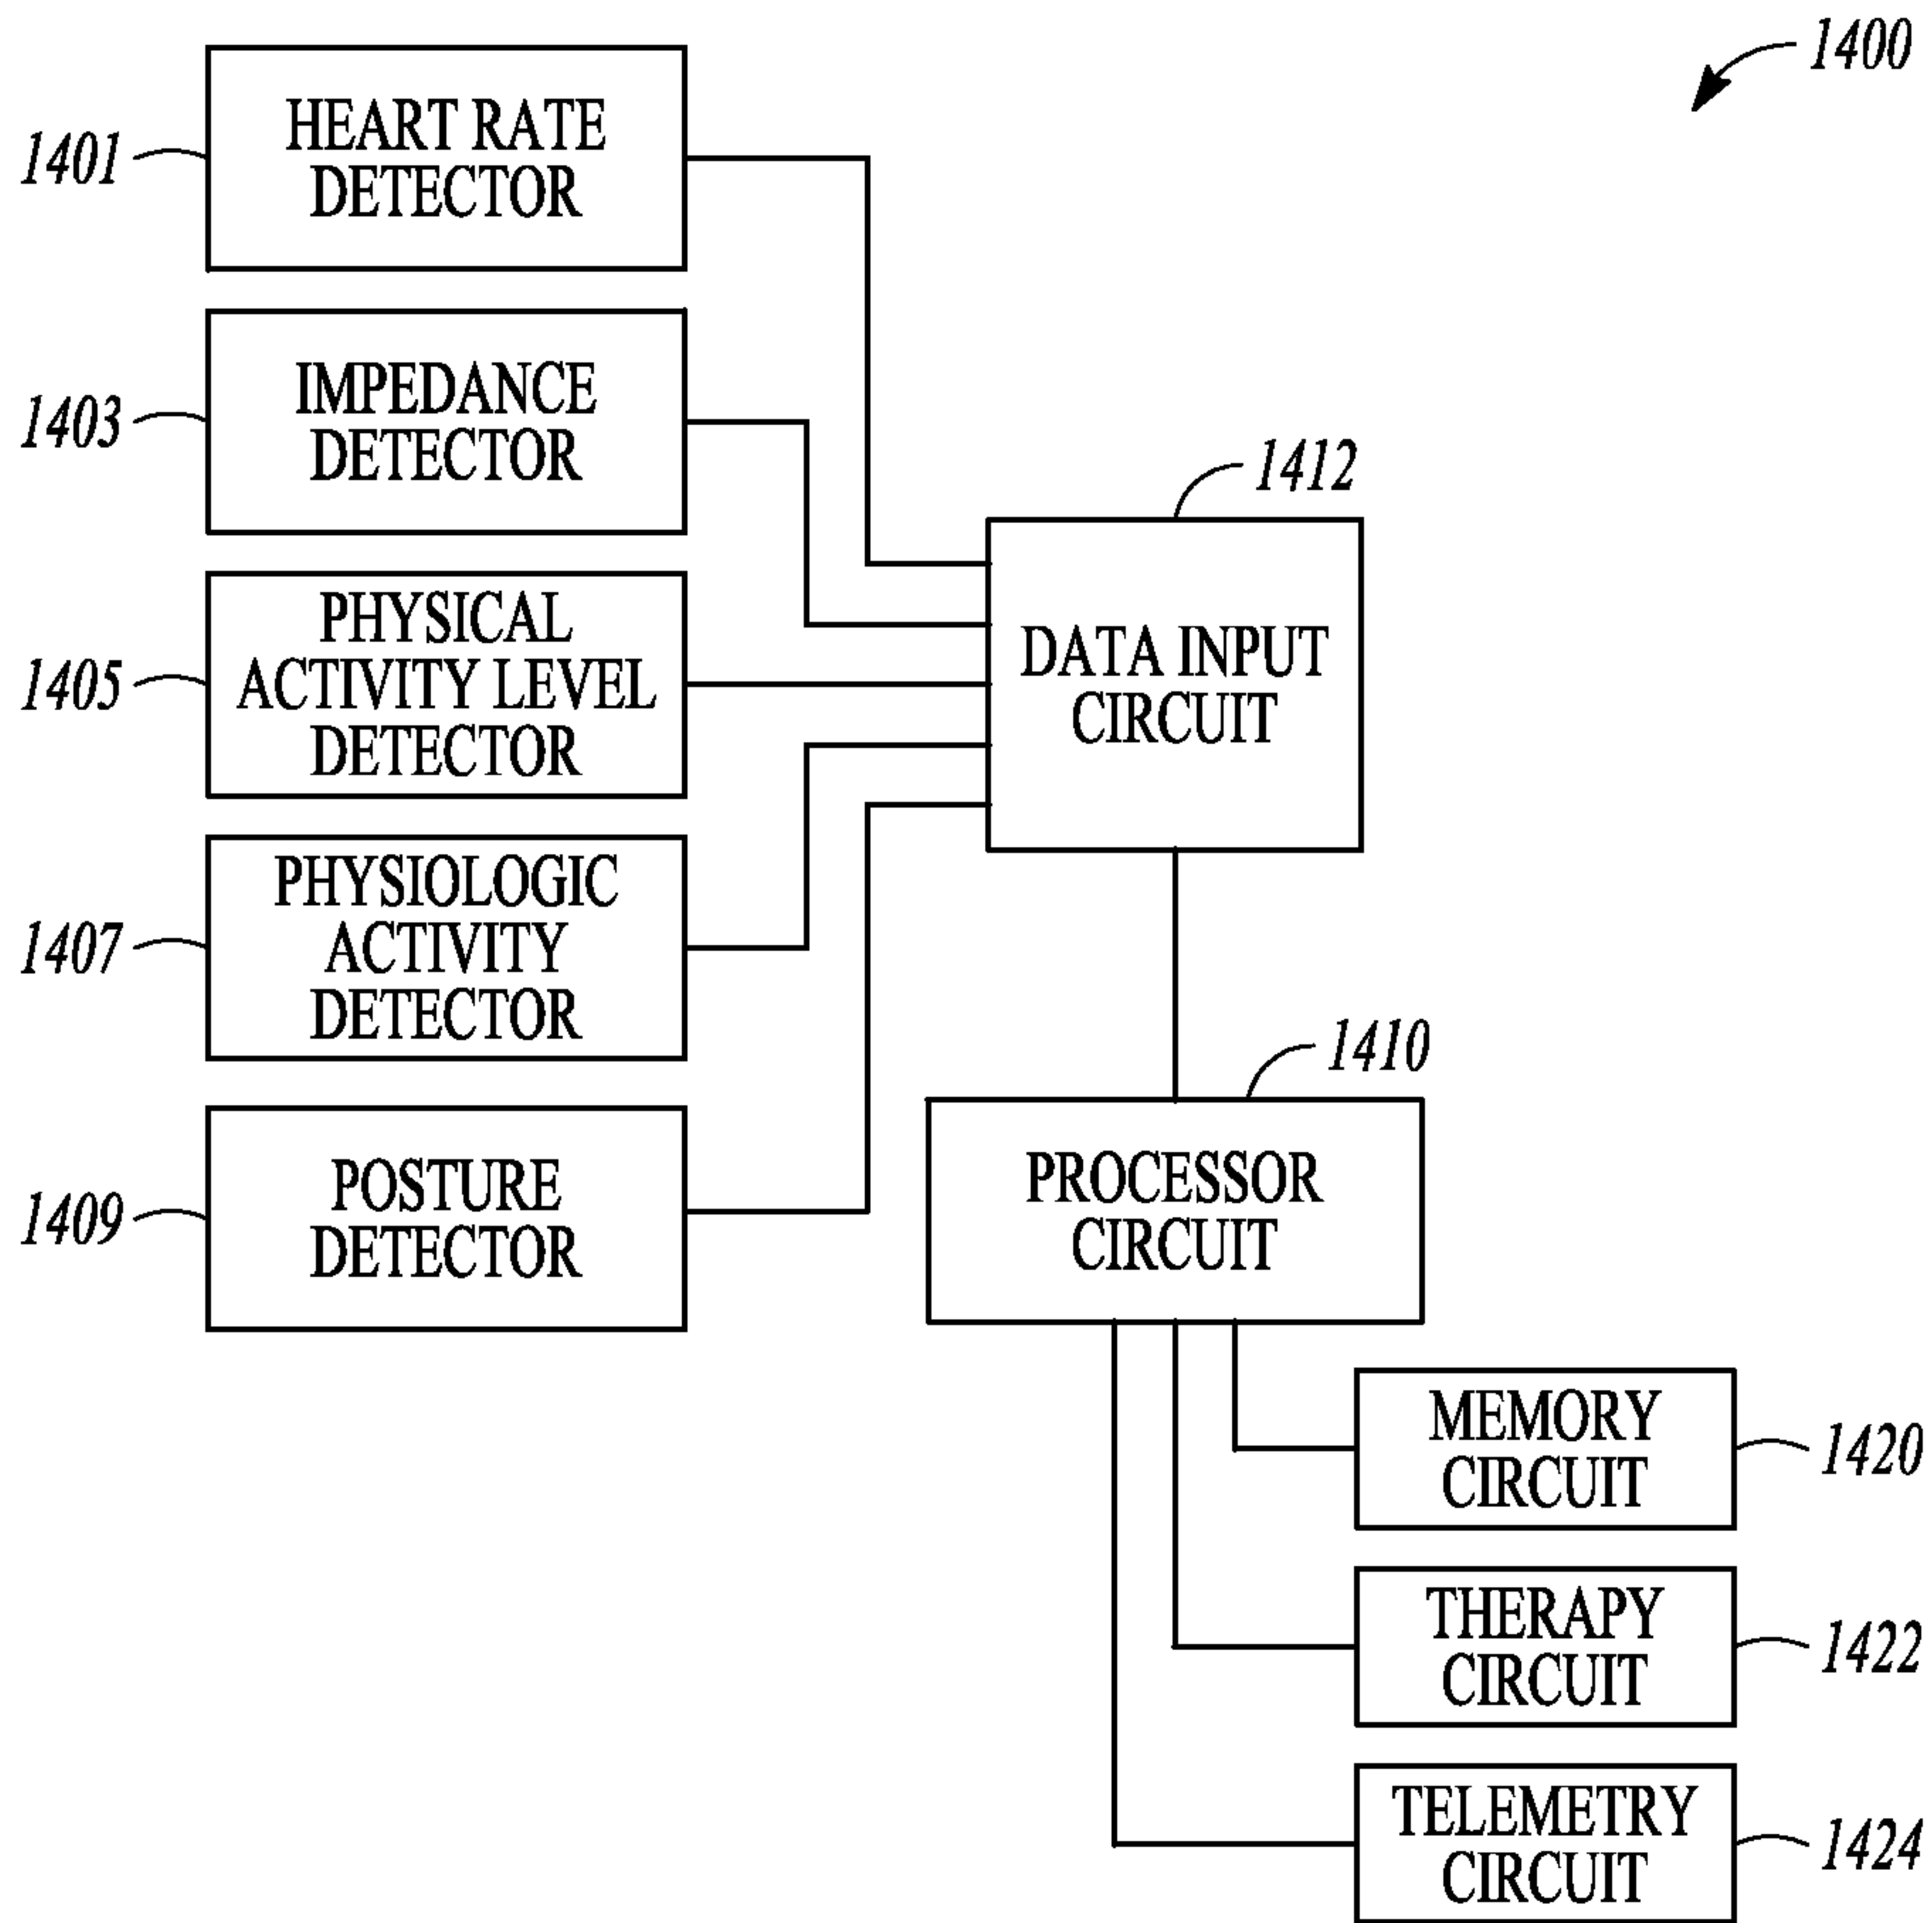 1400
1401
HEART RATE
DETECTOR
1403
IMPEDANCE
DETECTOR
1405
PHYSICAL
ACTIVITY LEVEL
DETECTOR
1407
PHYSIOLOGIC
ACTIVITY
DETECTOR
1409
POSTURE
DETECTOR
1412
DATA INPUT
CIRCUIT
1410
PROCESSOR
CIRCUIT
MEMORY
CIRCUIT
1420
THERAPY
CIRCUIT
1422
TELEMETRY
CIRCUIT
1424